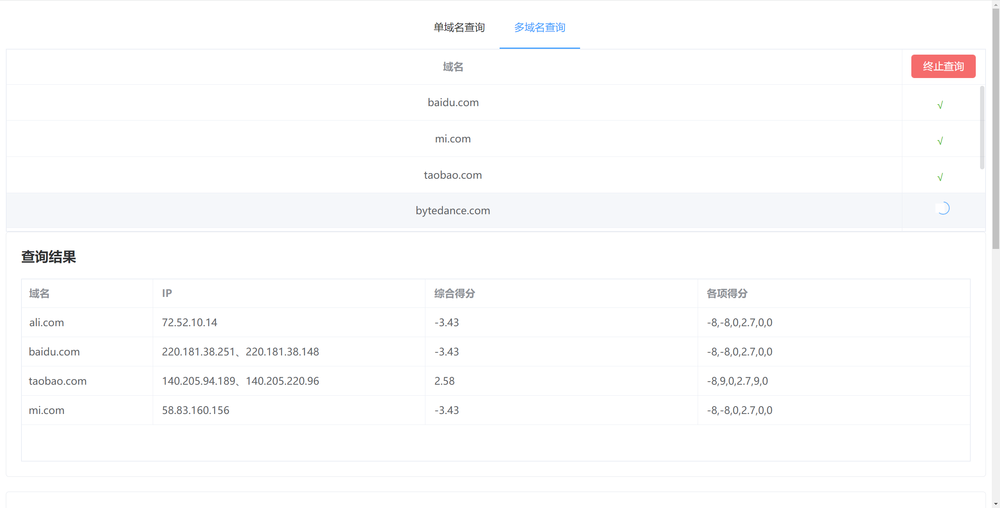 单域名查询 多域名查询
域名 终止查询
baidu.com √
mi.com √
taobao.com √
bytedance.com
查询结果
域名 IP 综合得分 各项得分
ali.com 72.52.10.14 -3.43 -8,-8,0,2.7,0,0
baidu.com 220.181.38.251、220.181.38.148 -3.43 -8,-8,0,2.7,0,0
taobao.com 140.205.94.189、140.205.220.96 2.58 -8,9,0,2.7,9,0
mi.com 58.83.160.156 -3.43 -8,-8,0,2.7,0,0